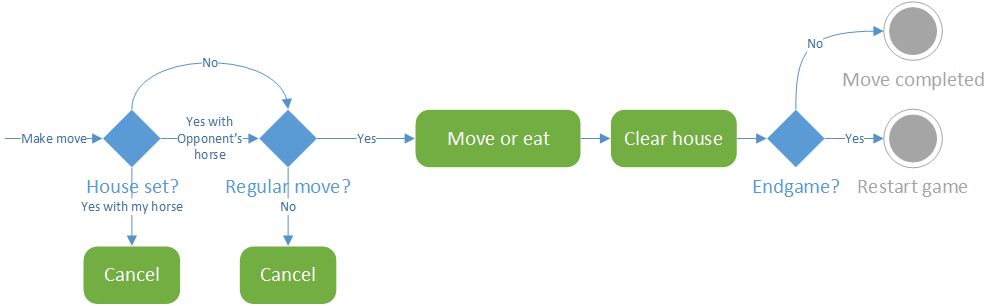 No
No
Move completed
Make move
Yes with
Opponent's
horse
Yes
Move or eat
Clear house
Yes
House set?
Regular move?
Endgame?
Restart game
Yes with my horse
No
Cancel
Cancel